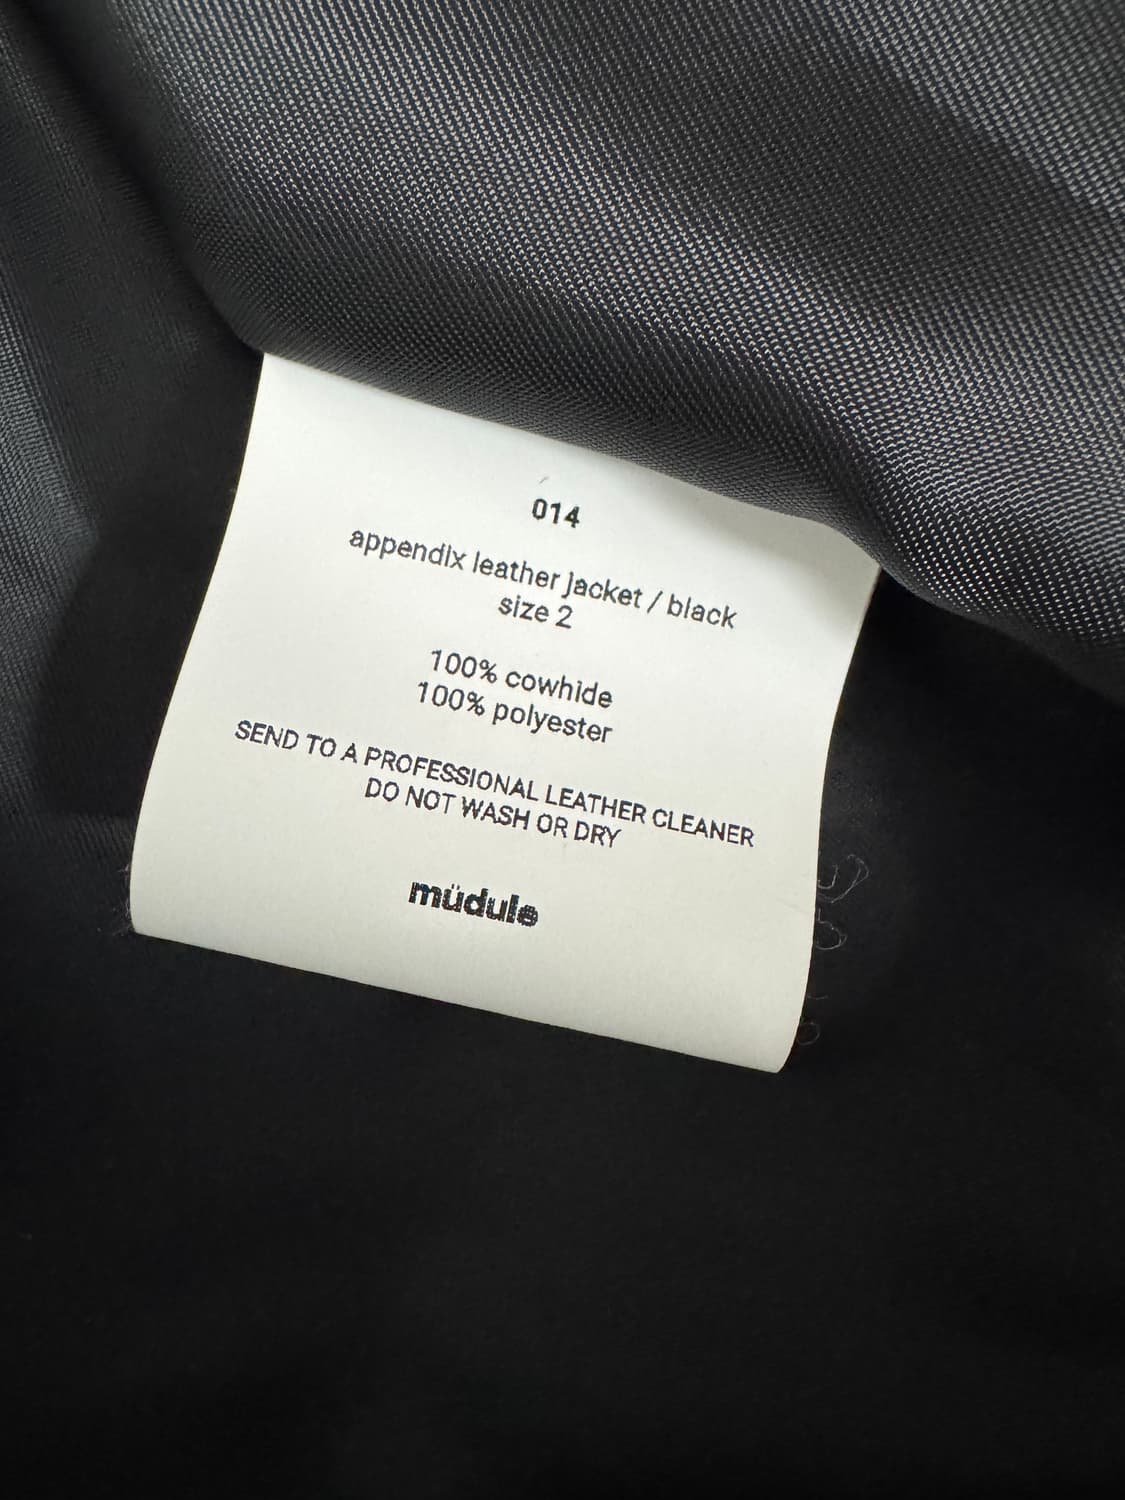 014
appendix leather jacket / black
size 2
100% cowhide
100% polyester
SEND TO A PROFESSIONAL LEATHER CLEANER
DO NOT WASH OR DRY
müdule